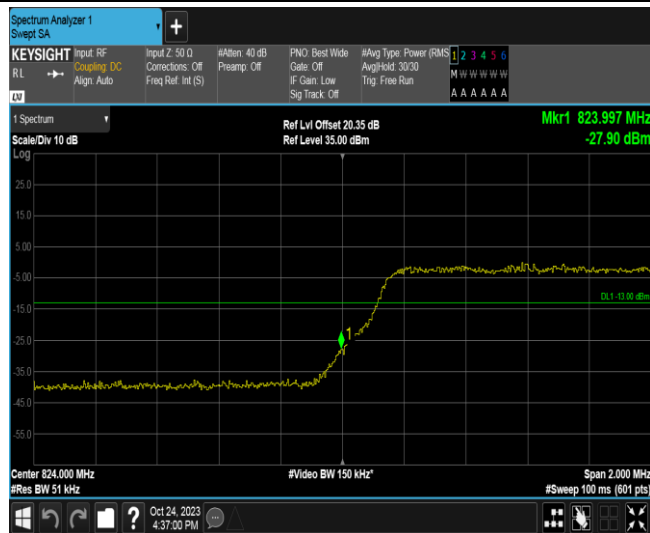 Spectrum Analyzer 1
Swept SA
+
KEYSIGHT Input: RF Input Z: 50 Ω #Atten: 40 dB PNO: Best Wide #Avg Type: Power (RMS 1 2 3 4 5 6
RL Coupling: DC Corrections: Off Preamp: Off Gate: Off Avg|Hold: 30/30 M W W W W W
Align: Auto Freq Ref: Int (S) IF Gain: Low Trig: Free Run
Sig Track: Off A A A A A A
LXI
1 Spectrum Ref Lvl Offset 20.35 dB Mkr1 823.997 MHz
Scale/Div 10 dB Ref Level 35.00 dBm -27.90 dBm
Log
25.0
15.0
5.00
-5.00
DL1 -13.00 dBm
-15.0
1
-25.0
-35.0
-45.0
-55.0
Center 824.000 MHz #Video BW 150 kHz* Span 2.000 MHz
#Res BW 51 kHz #Sweep 100 ms (601 pts)
? Oct 24, 2023
4:37:00 PM